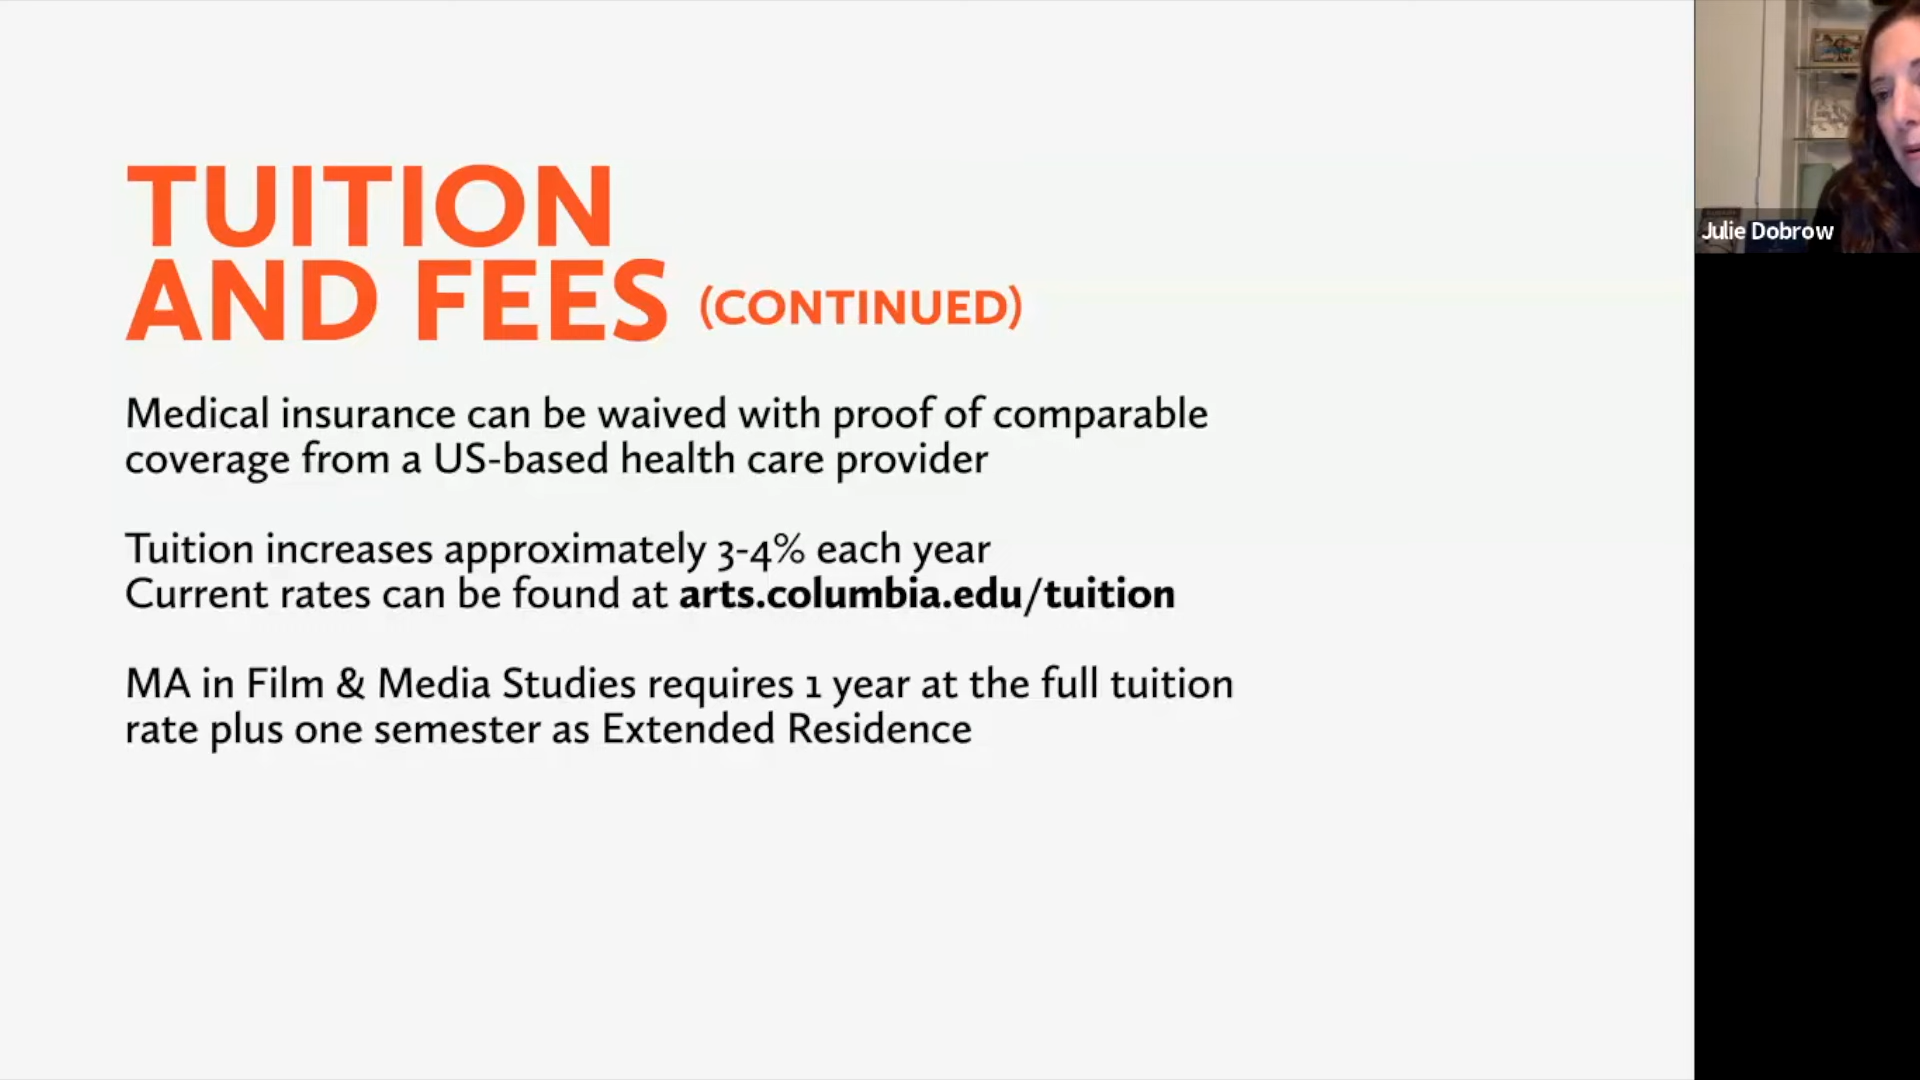 TUITION
AND FEES (CONTINUED)
Medical insurance can be waived with proof of comparable
coverage from a US-based health care provider
Tuition increases approximately 3-4% each year
Current rates can be found at arts.columbia.edu/tuition
MA in Film & Media Studies requires 1 year at the full tuition
rate plus one semester as Extended Residence
Julie Dobrow